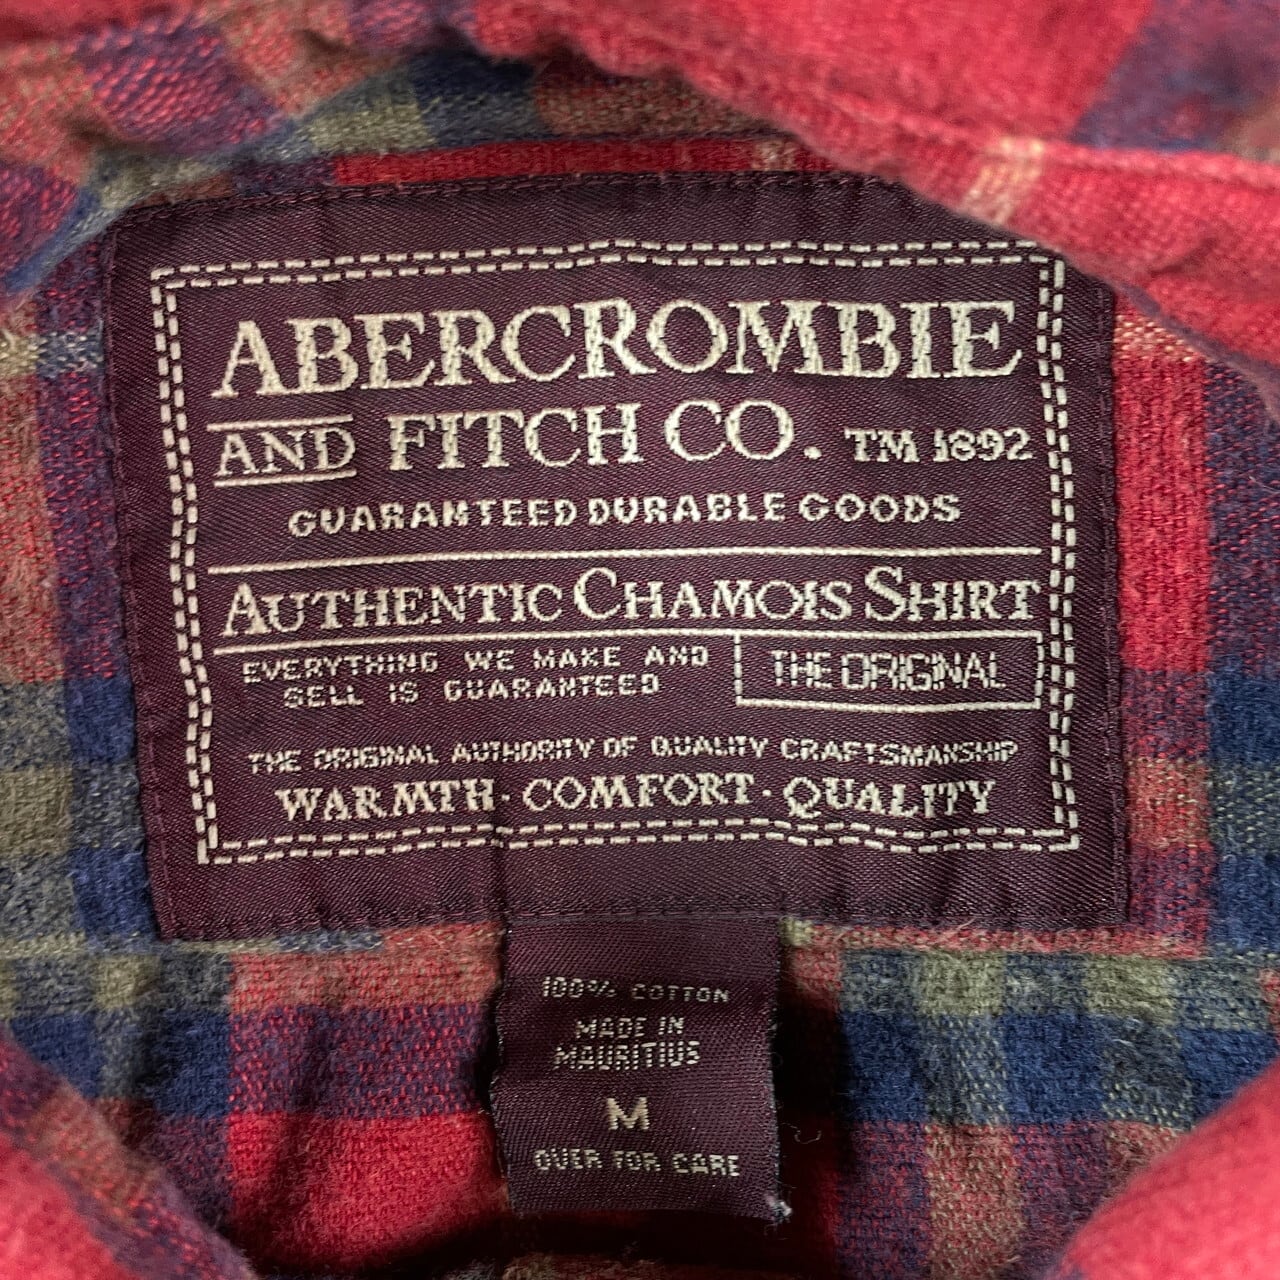 ABERCROMBIE
AND FITCH CO. TM 1892
GUARANTEED DURABLE GOODS
AUTHENTIC CHAMOIS SHIRT
EVERYTHING WE MAKE AND
SELL IS GUARANTEED
THE ORIGINAL
THE ORIGINAL AUTHORITY OF QUALITY CRAFTSMANSHIP
WARMTH · COMFORT · QUALITY
100% COTTON
MADE IN
MAURITIUS
M
OVER FOR CARE